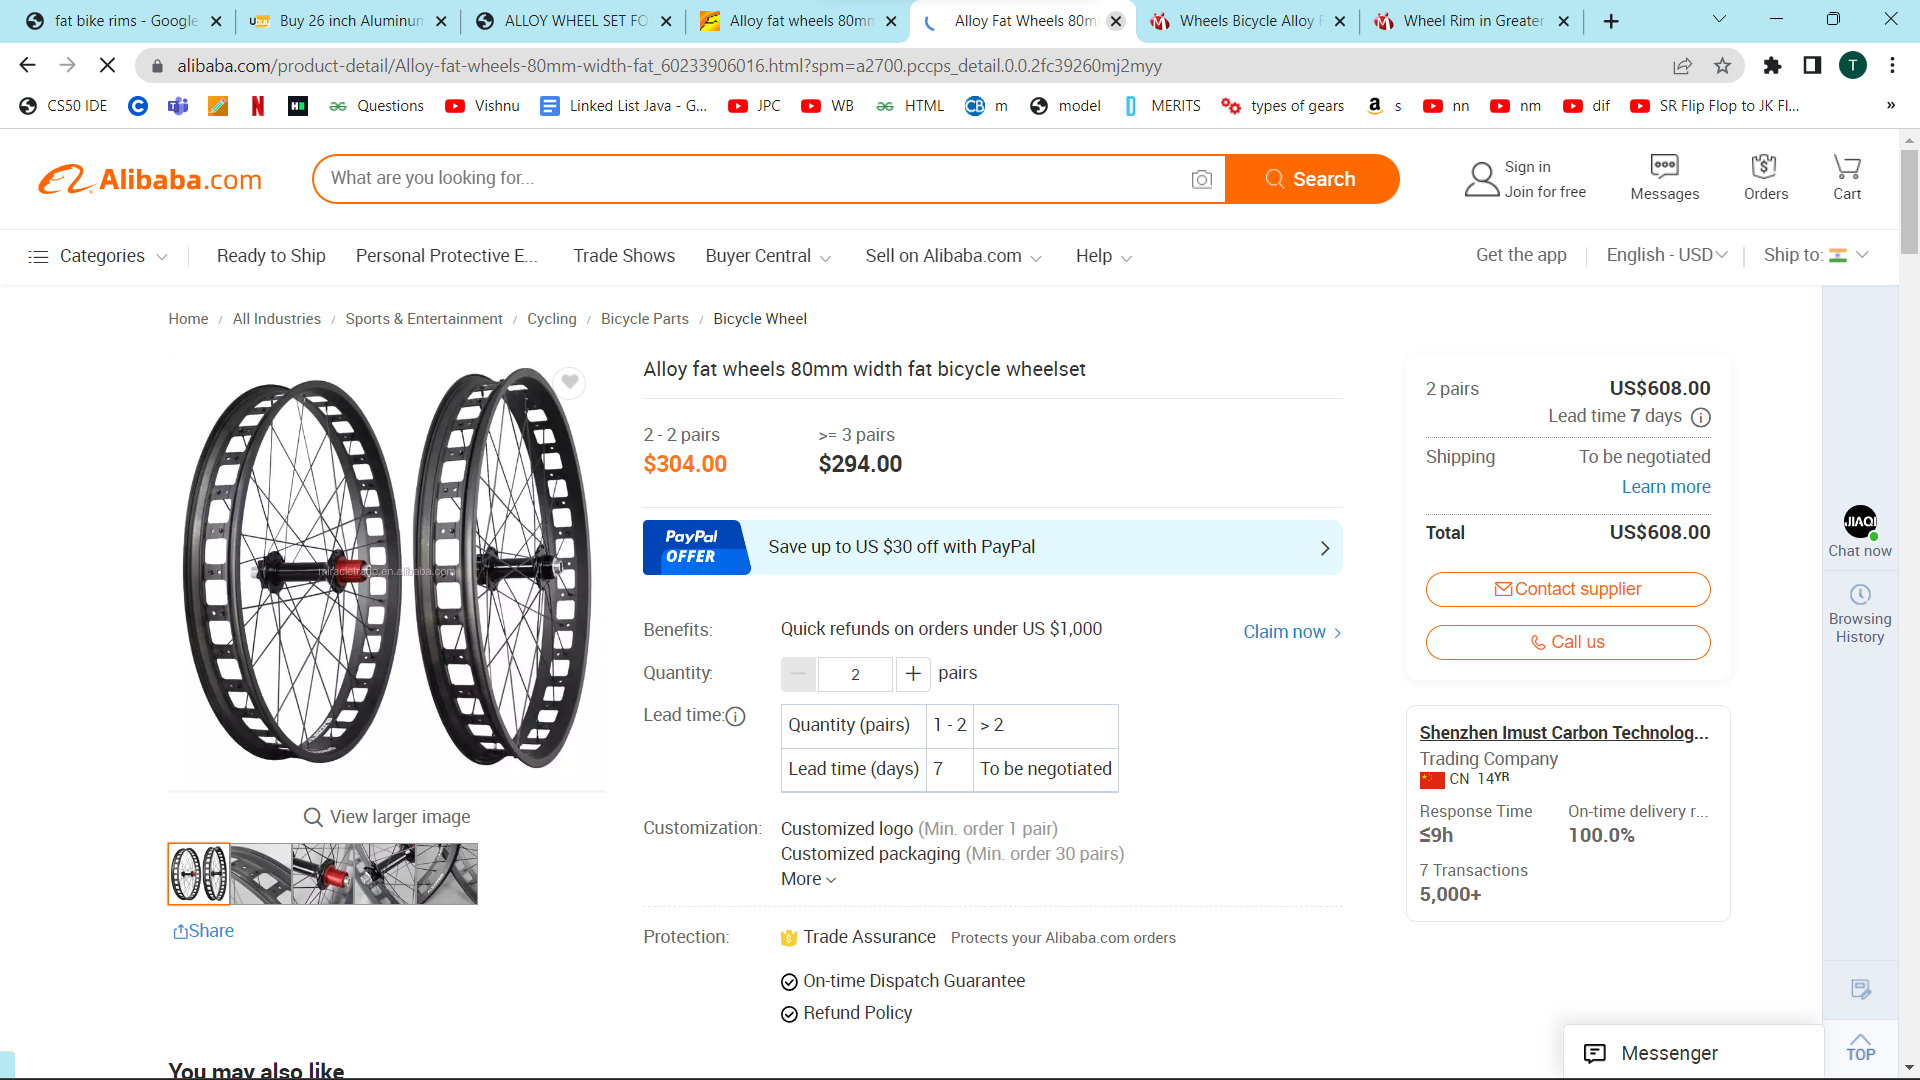 fat bike rims - Google
Buy 26 inch Aluminum
ALLOY WHEEL SET FO
Alloy fat wheels 80mm
Alloy Fat Wheels 80m
Wheels Bicycle Alloy F
Wheel Rim in Greater
alibaba.com/product-detail/Alloy-fat-wheels-80mm-width-fat_60233906016.html?spm=a2700.pccps_detail.0.0.2fc39260mj2myy
T
CS50 IDE
Questions
Vishnu
Linked List Java - G...
JPC
WB
HTML
m
model
MERITS
types of gears
s
nn
nm
dif
SR Flip Flop to JK Fl...
»
Alibaba.com
What are you looking for...
Search
Sign in
Join for free
Messages
Orders
Cart
Categories
Ready to Ship
Personal Protective E...
Trade Shows
Buyer Central
Sell on Alibaba.com
Help
Get the app
English - USD
Ship to:
Home / All Industries / Sports & Entertainment / Cycling / Bicycle Parts / Bicycle Wheel
miracletrade.en.alibaba.com
View larger image
Share
Alloy fat wheels 80mm width fat bicycle wheelset
2 - 2 pairs >= 3 pairs
$304.00 $294.00
PayPal
OFFER
Save up to US $30 off with PayPal
Benefits: Quick refunds on orders under US $1,000 Claim now
Quantity: 2 pairs
Lead time:
Quantity (pairs) 1 - 2 > 2
Lead time (days) 7 To be negotiated
Customization: Customized logo (Min. order 1 pair)
Customized packaging (Min. order 30 pairs)
More
Protection: Trade Assurance Protects your Alibaba.com orders
On-time Dispatch Guarantee
Refund Policy
2 pairs US$608.00
Lead time 7 days
Shipping To be negotiated
Learn more
Total US$608.00
Contact supplier
Call us
Shenzhen Imust Carbon Technolog...
Trading Company
CN 14YR
Response Time On-time delivery r...
≤9h 100.0%
7 Transactions
5,000+
JIAQI
Chat now
Browsing
History
TOP
Messenger
You may also like